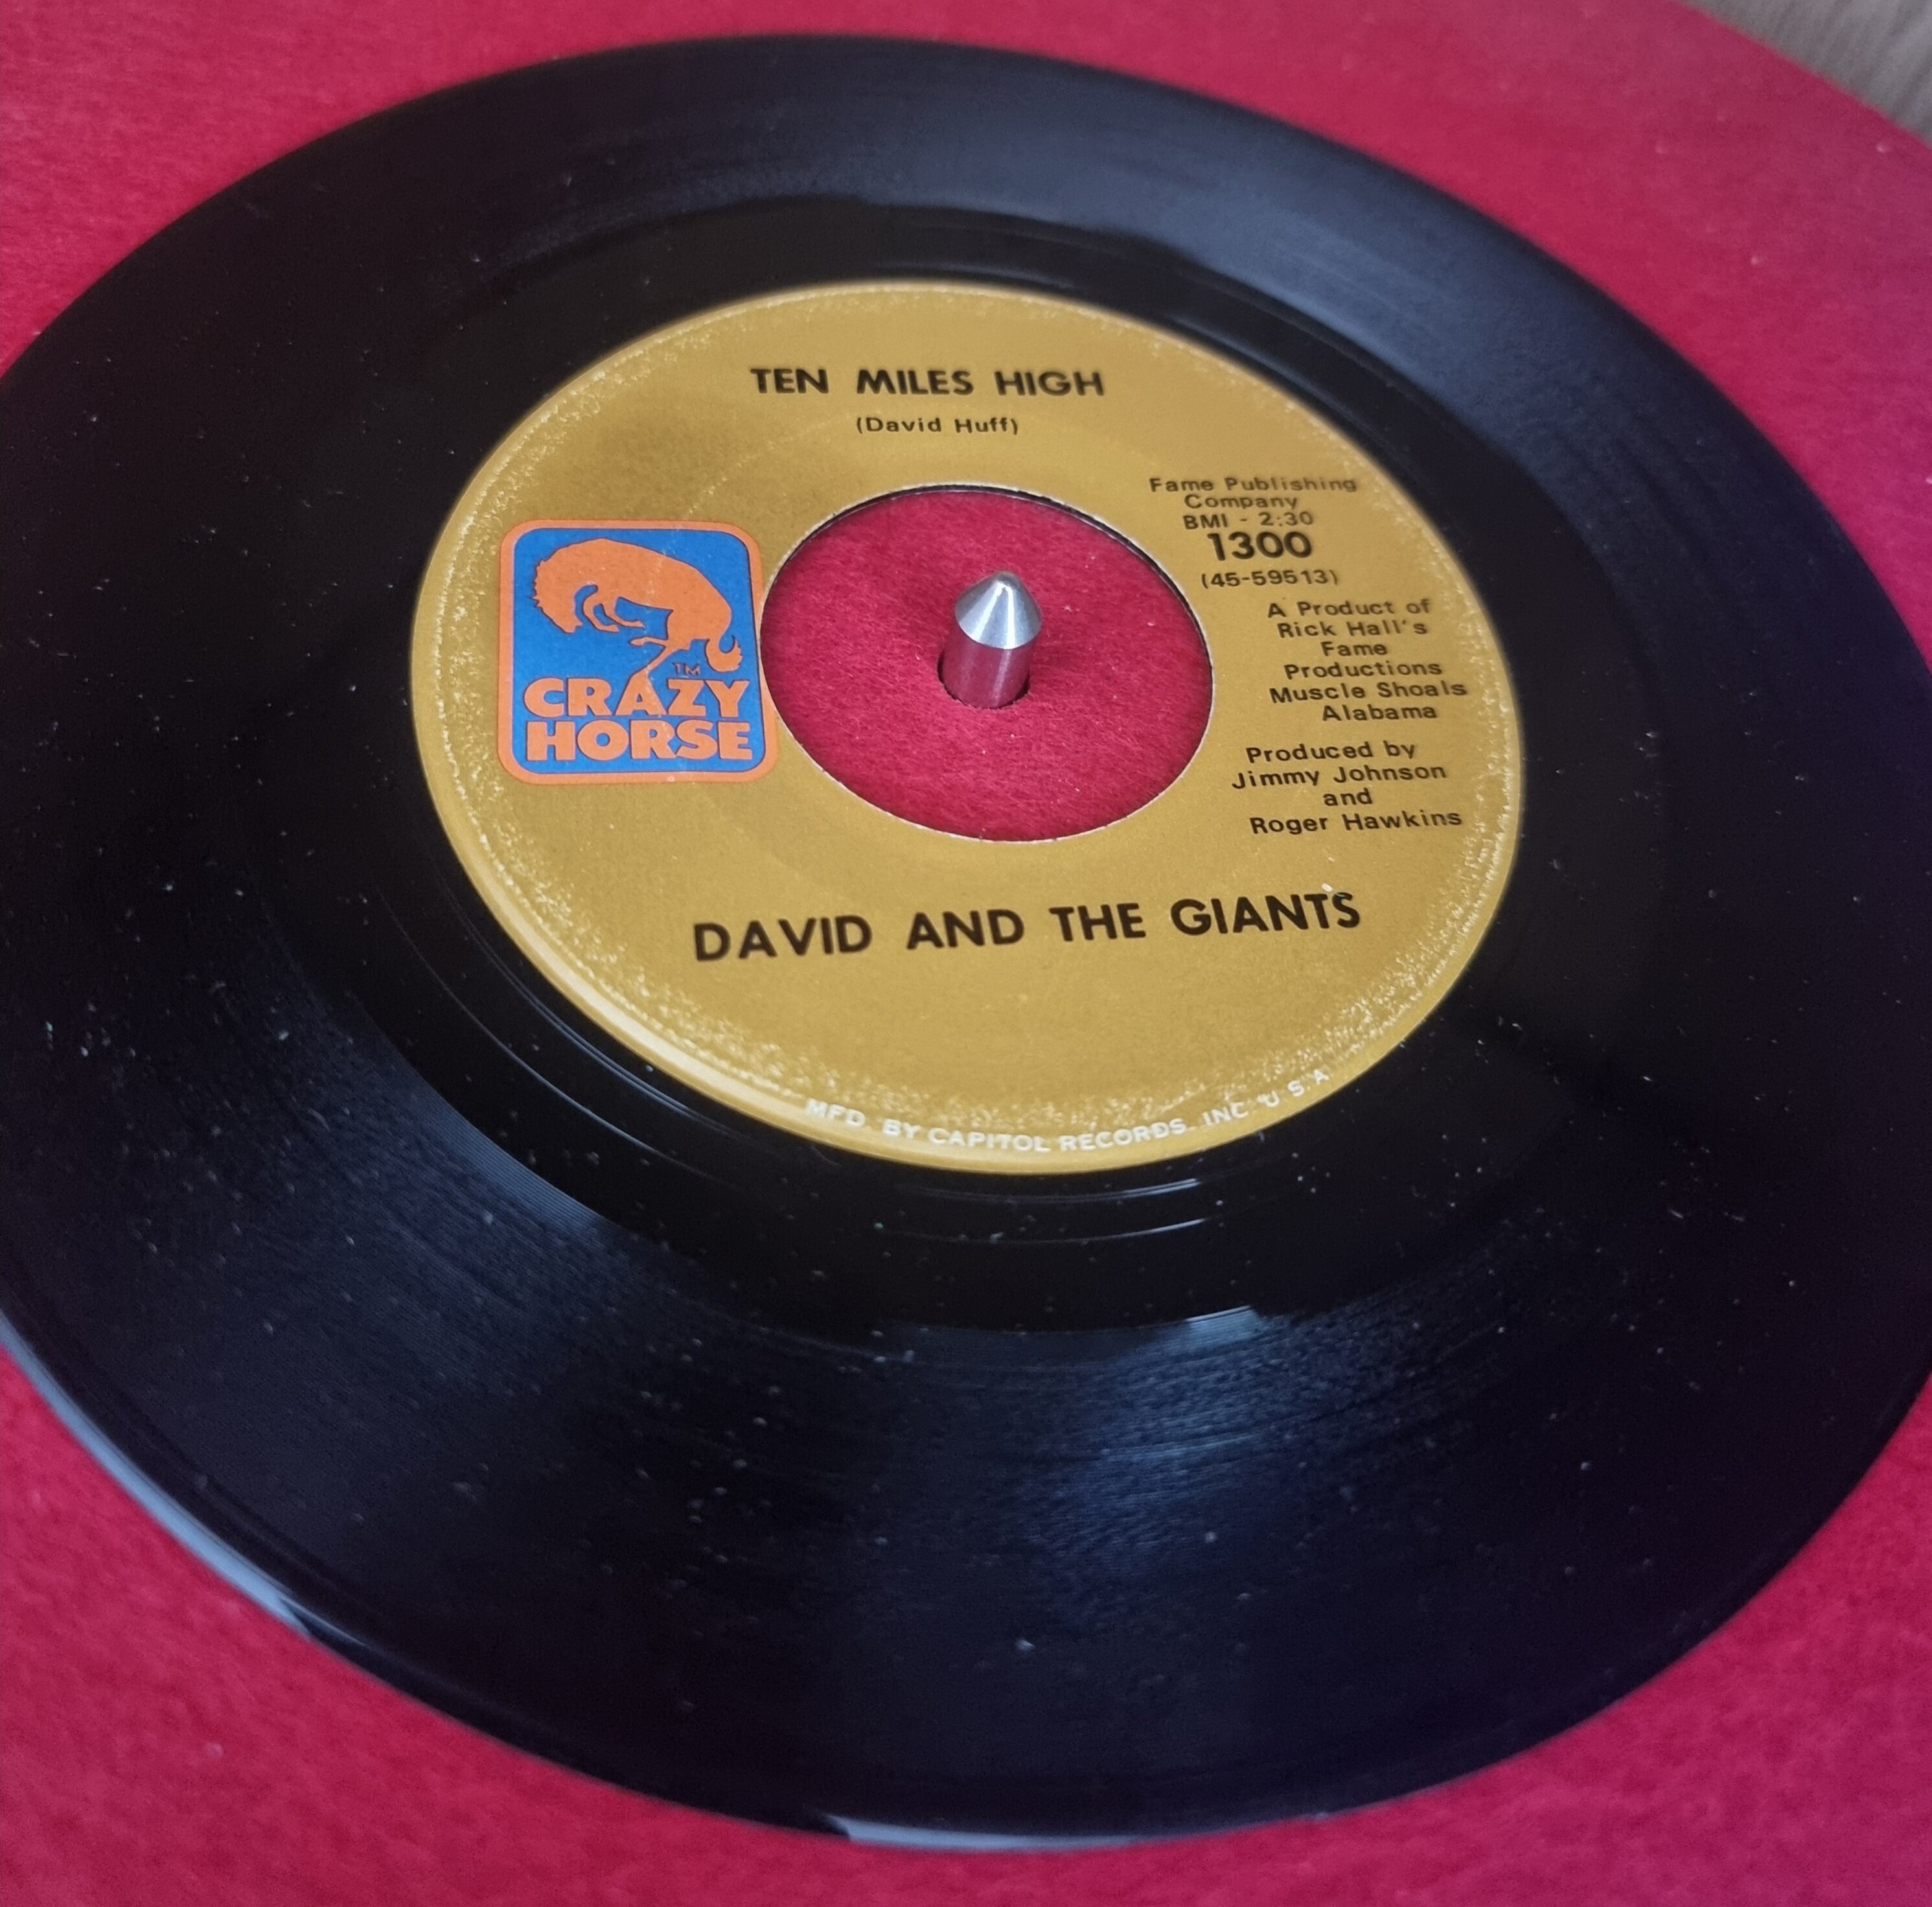 TEN MILES HIGH
(David Huff)
Fame Publishing
Company
BMI - 2:30
1300
(45-59513)
A Product of
Rick Hall's
Fame
Productions
Muscle Shoals
Alabama
Produced by
Jimmy Johnson
and
Roger Hawkins
TM
CRAZY
HORSE
DAVID AND THE GIANTS
MFD. BY CAPITOL RECORDS, INC. U.S.A.